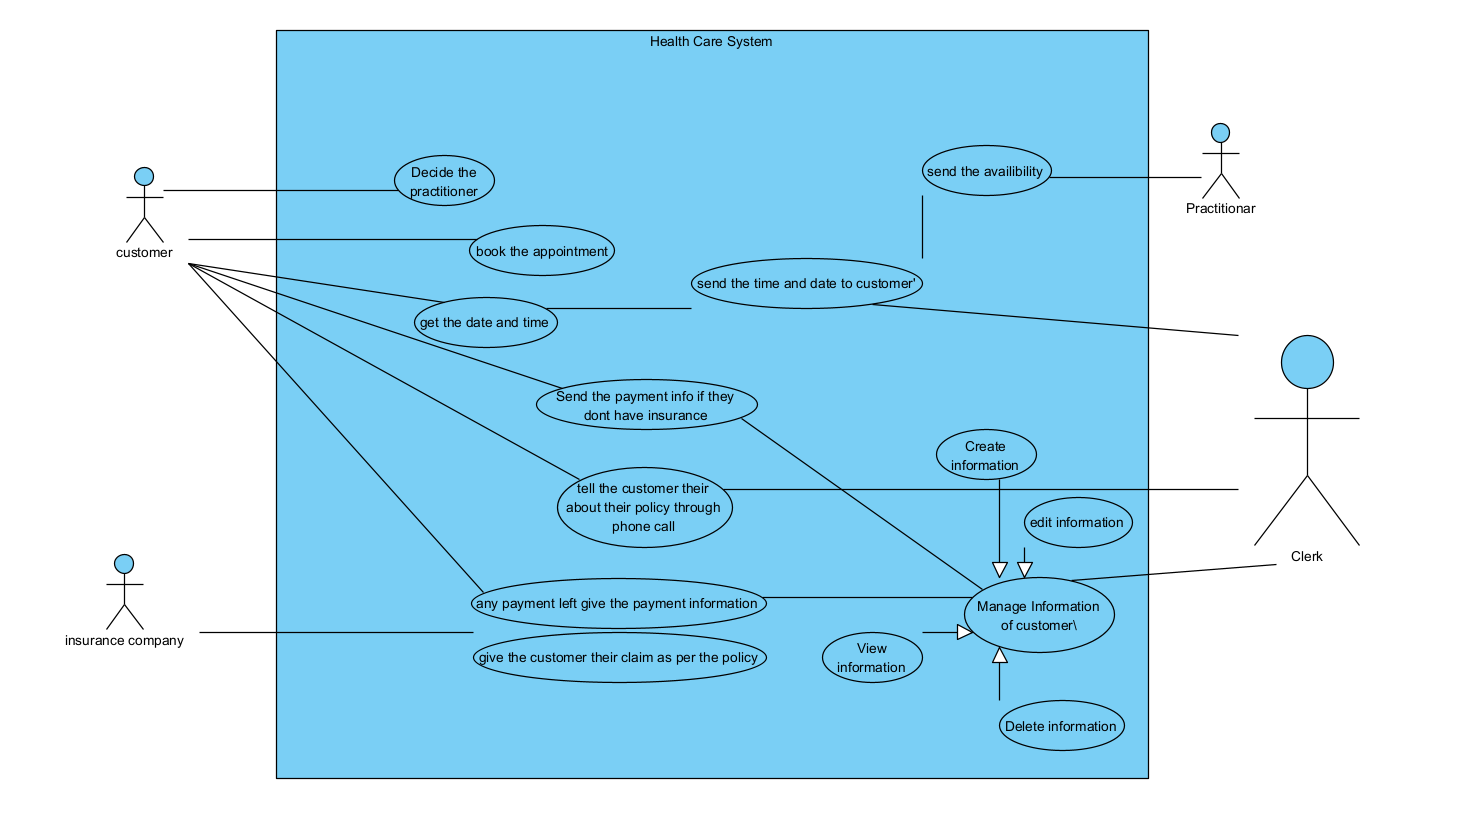 Health Care System
Decide the
practitioner
send the availibility
Practitionar
customer
book the appointment
send the time and date to customer'
get the date and time
Send the payment info if they
dont have insurance
Create
information
tell the customer their
about their policy through
phone call
edit information
Clerk
any payment left give the payment information
Manage Information
of customer\
insurance company
give the customer their claim as per the policy
View
information
Delete information